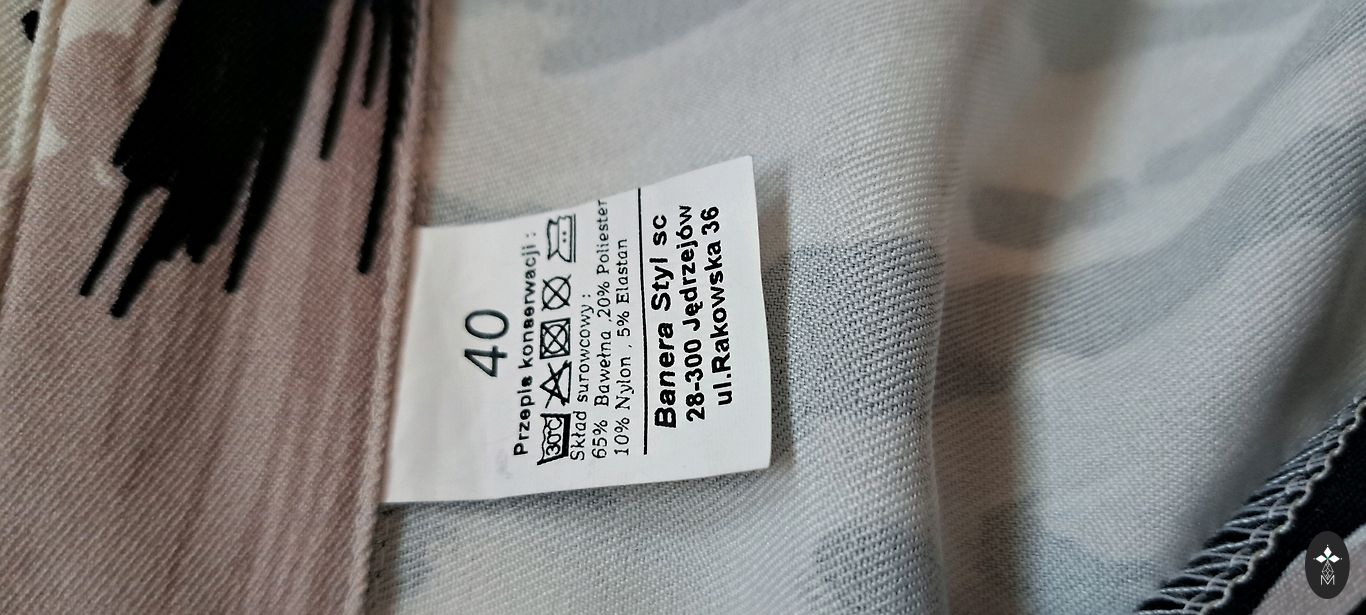 40
Przepis konserwacji :
30°C
Skład surowcowy :
65% Bawełna ,20% Poliester
10% Nylon , 5% Elastan
Banera Styl sc
28-300 Jędrzejów
ul.Rakowska 36
M